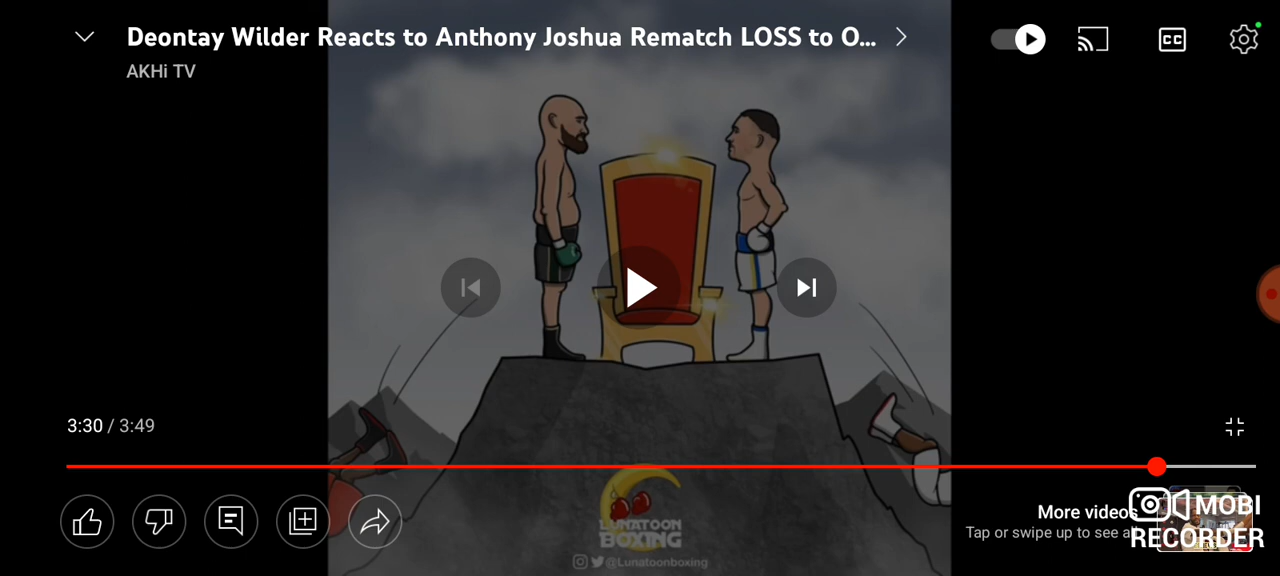 Deontay Wilder Reacts to Anthony Joshua Rematch LOSS to O...
AKHi TV
CC
3:30 / 3:49
LUNATOON
BOXING
@Lunatoonboxing
More videos
Tap or swipe up to see
MOBI
RECORDER